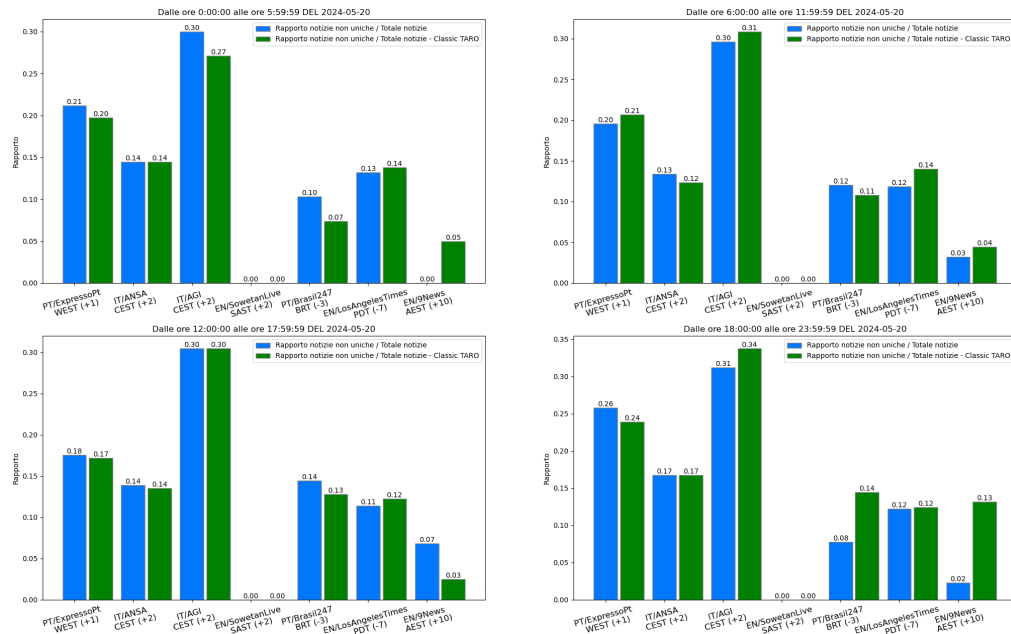 Dalle ore 0:00:00 alle ore 5:59:59 DEL 2024-05-20
Rapporto notizie non uniche / Totale notizie
Rapporto notizie non uniche / Totale notizie - Classic TARO
Rapporto
0.30
0.25
0.20
0.15
0.10
0.05
0.00
0.21 0.20 0.14 0.14 0.30 0.27 0.00 0.00 0.10 0.07 0.13 0.14 0.00 0.05
PT/ExpressoPt
WEST (+1)
IT/ANSA
CEST (+2)
IT/AGI
CEST (+2)
EN/SowetanLive
SAST (+2)
PT/Brasil247
BRT (-3)
EN/LosAngelesTimes
PDT (-7)
EN/9News
AEST (+10)
Dalle ore 6:00:00 alle ore 11:59:59 DEL 2024-05-20
Rapporto notizie non uniche / Totale notizie
Rapporto notizie non uniche / Totale notizie - Classic TARO
Rapporto
0.30
0.25
0.20
0.15
0.10
0.05
0.00
0.20 0.21 0.13 0.12 0.30 0.31 0.00 0.00 0.12 0.11 0.12 0.14 0.03 0.04
PT/ExpressoPt
WEST (+1)
IT/ANSA
CEST (+2)
IT/AGI
CEST (+2)
EN/SowetanLive
SAST (+2)
PT/Brasil247
BRT (-3)
EN/LosAngelesTimes
PDT (-7)
EN/9News
AEST (+10)
Dalle ore 12:00:00 alle ore 17:59:59 DEL 2024-05-20
Rapporto notizie non uniche / Totale notizie
Rapporto notizie non uniche / Totale notizie - Classic TARO
Rapporto
0.30
0.25
0.20
0.15
0.10
0.05
0.00
0.18 0.17 0.14 0.14 0.30 0.30 0.00 0.00 0.14 0.13 0.11 0.12 0.07 0.03
PT/ExpressoPt
WEST (+1)
IT/ANSA
CEST (+2)
IT/AGI
CEST (+2)
EN/SowetanLive
SAST (+2)
PT/Brasil247
BRT (-3)
EN/LosAngelesTimes
PDT (-7)
EN/9News
AEST (+10)
Dalle ore 18:00:00 alle ore 23:59:59 DEL 2024-05-20
Rapporto notizie non uniche / Totale notizie
Rapporto notizie non uniche / Totale notizie - Classic TARO
Rapporto
0.35
0.30
0.25
0.20
0.15
0.10
0.05
0.00
0.26 0.24 0.17 0.17 0.31 0.34 0.00 0.00 0.08 0.14 0.12 0.12 0.02 0.13
PT/ExpressoPt
WEST (+1)
IT/ANSA
CEST (+2)
IT/AGI
CEST (+2)
EN/SowetanLive
SAST (+2)
PT/Brasil247
BRT (-3)
EN/LosAngelesTimes
PDT (-7)
EN/9News
AEST (+10)